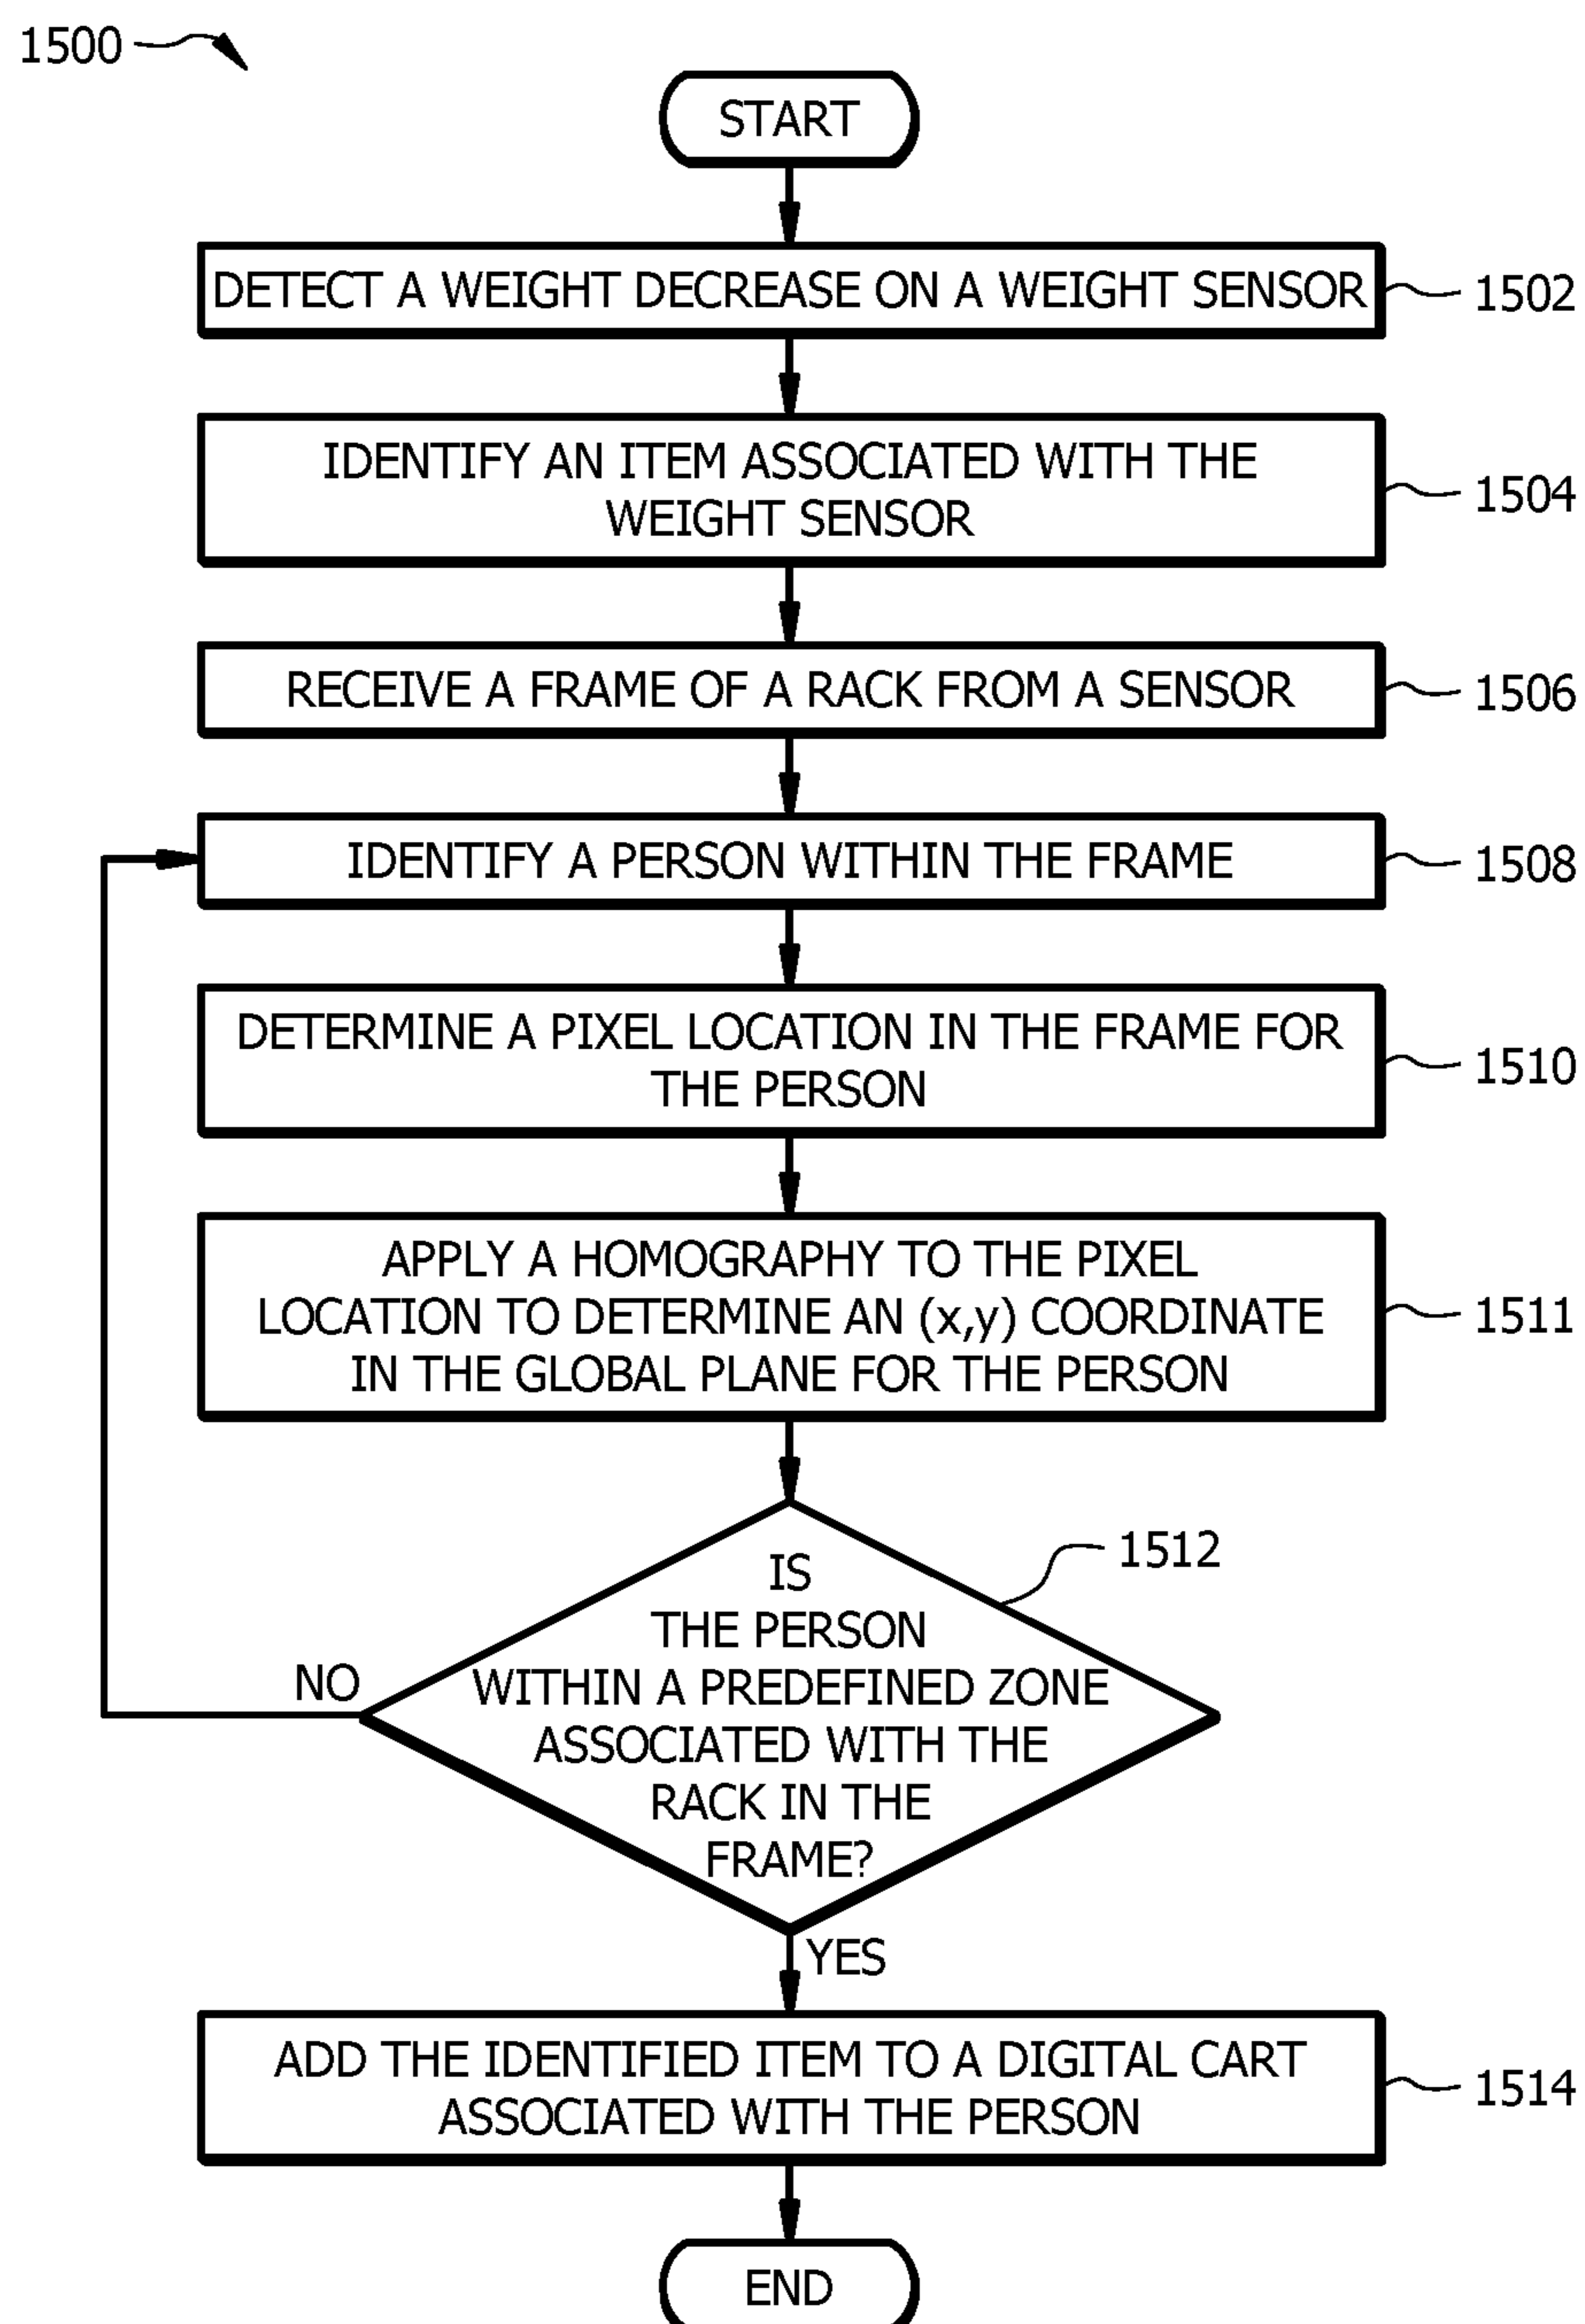 1500
START
DETECT A WEIGHT DECREASE ON A WEIGHT SENSOR
1502
IDENTIFY AN ITEM ASSOCIATED WITH THE
WEIGHT SENSOR
1504
RECEIVE A FRAME OF A RACK FROM A SENSOR
1506
IDENTIFY A PERSON WITHIN THE FRAME
1508
DETERMINE A PIXEL LOCATION IN THE FRAME FOR
THE PERSON
1510
APPLY A HOMOGRAPHY TO THE PIXEL
LOCATION TO DETERMINE AN (x,y) COORDINATE
IN THE GLOBAL PLANE FOR THE PERSON
1511
IS
THE PERSON
WITHIN A PREDEFINED ZONE
ASSOCIATED WITH THE
RACK IN THE
FRAME?
1512
NO
YES
ADD THE IDENTIFIED ITEM TO A DIGITAL CART
ASSOCIATED WITH THE PERSON
1514
END